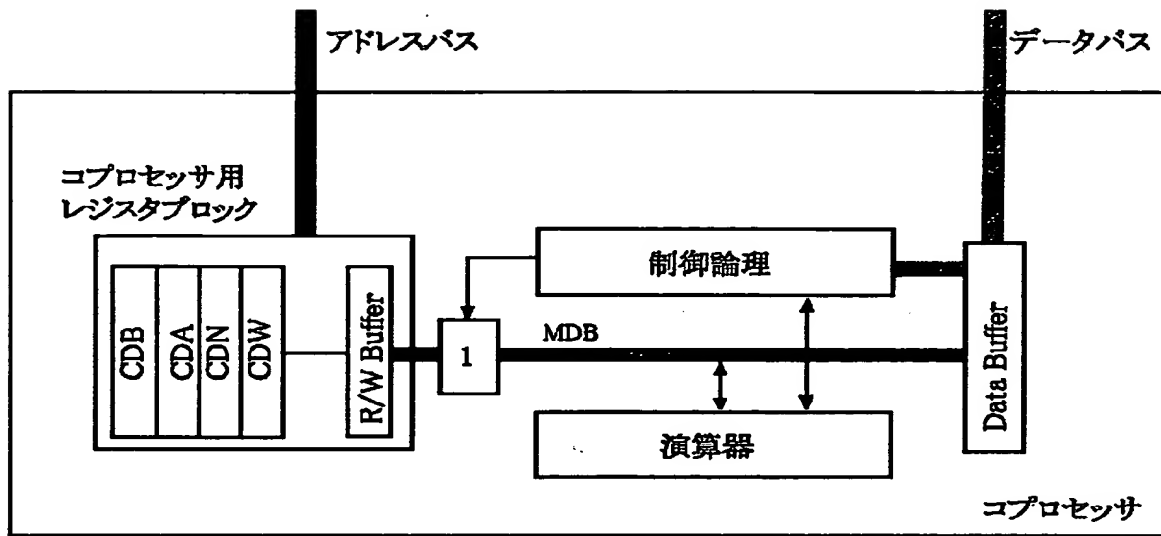 アドレスバス
データバス
コプロセッサ用
レジスタブロック
制御論理
CDB
CDA
CDN
CDW
R/W Buffer
1
MDB
Data Buffer
演算器
コプロセッサ